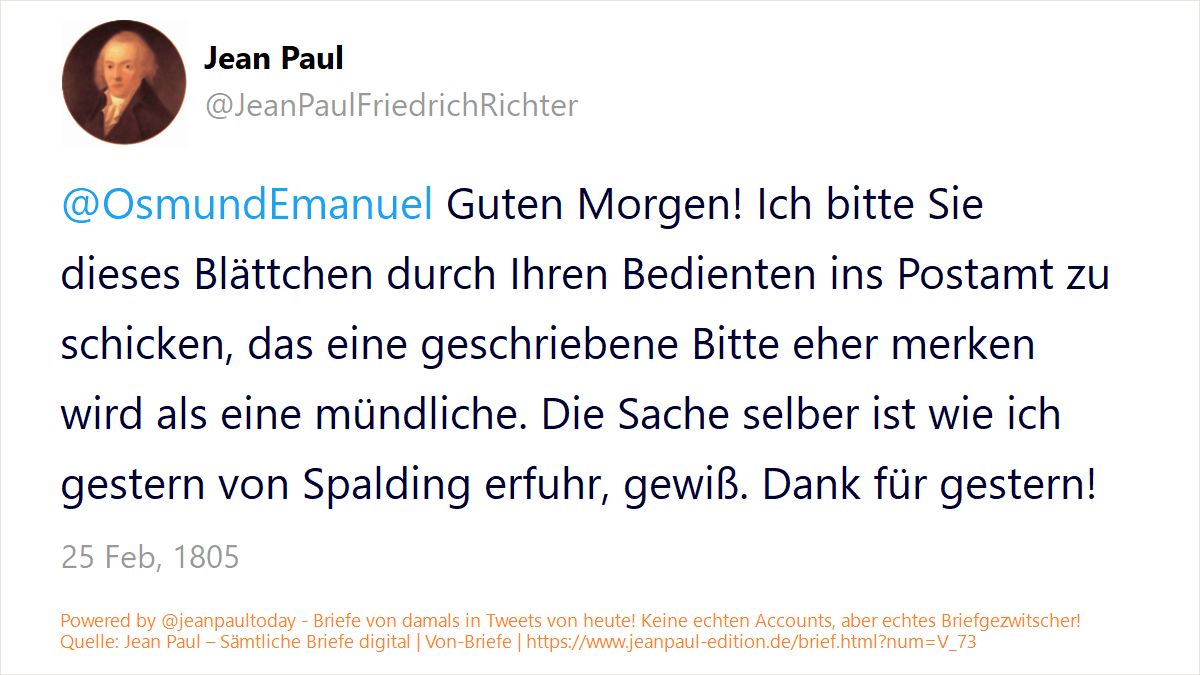 Jean Paul
@JeanPaulFriedrichRichter
@OsmundEmanuel Guten Morgen! Ich bitte Sie
dieses Blättchen durch Ihren Bedienten ins Postamt zu
schicken, das eine geschriebene Bitte eher merken
wird als eine mündliche. Die Sache selber ist wie ich
gestern von Spalding erfuhr, gewiß. Dank für gestern!
25 Feb, 1805
Powered by @jeanpaultoday - Briefe von damals in Tweets von heute! Keine echten Accounts, aber echtes Briefgezwitscher!
Quelle: Jean Paul – Sämtliche Briefe digital | Von-Briefe | https://www.jeanpaul-edition.de/brief.html?num=V_73